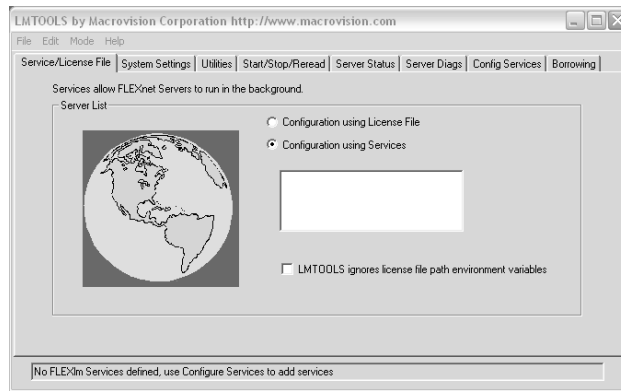 LMTOOLS by Macrovision Corporation http://www.macrovision.com
File Edit Mode Help
Service/License File System Settings Utilities Start/Stop/Reread Server Status Server Diags Config Services Borrowing
Services allow FLEXnet Servers to run in the background.
Server List
Configuration using License File
Configuration using Services
LMTOOLS ignores license file path environment variables
No FLEXlm Services defined, use Configure Services to add services